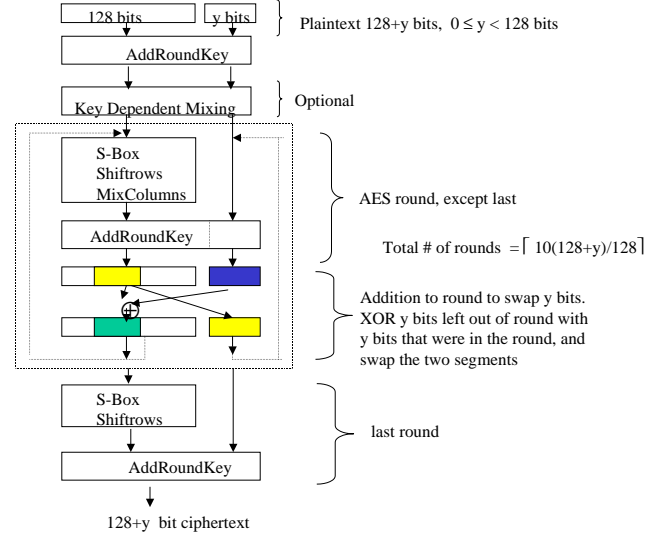 128 bits
y bits
Plaintext 128+y bits, 0 ≤ y < 128 bits
AddRoundKey
Key Dependent Mixing
Optional
S-Box
Shiftrows
MixColumns
AES round, except last
AddRoundKey
Total # of rounds =⌈ 10(128+y)/128⌉
Addition to round to swap y bits.
XOR y bits left out of round with
y bits that were in the round, and
swap the two segments
S-Box
Shiftrows
last round
AddRoundKey
128+y bit ciphertext